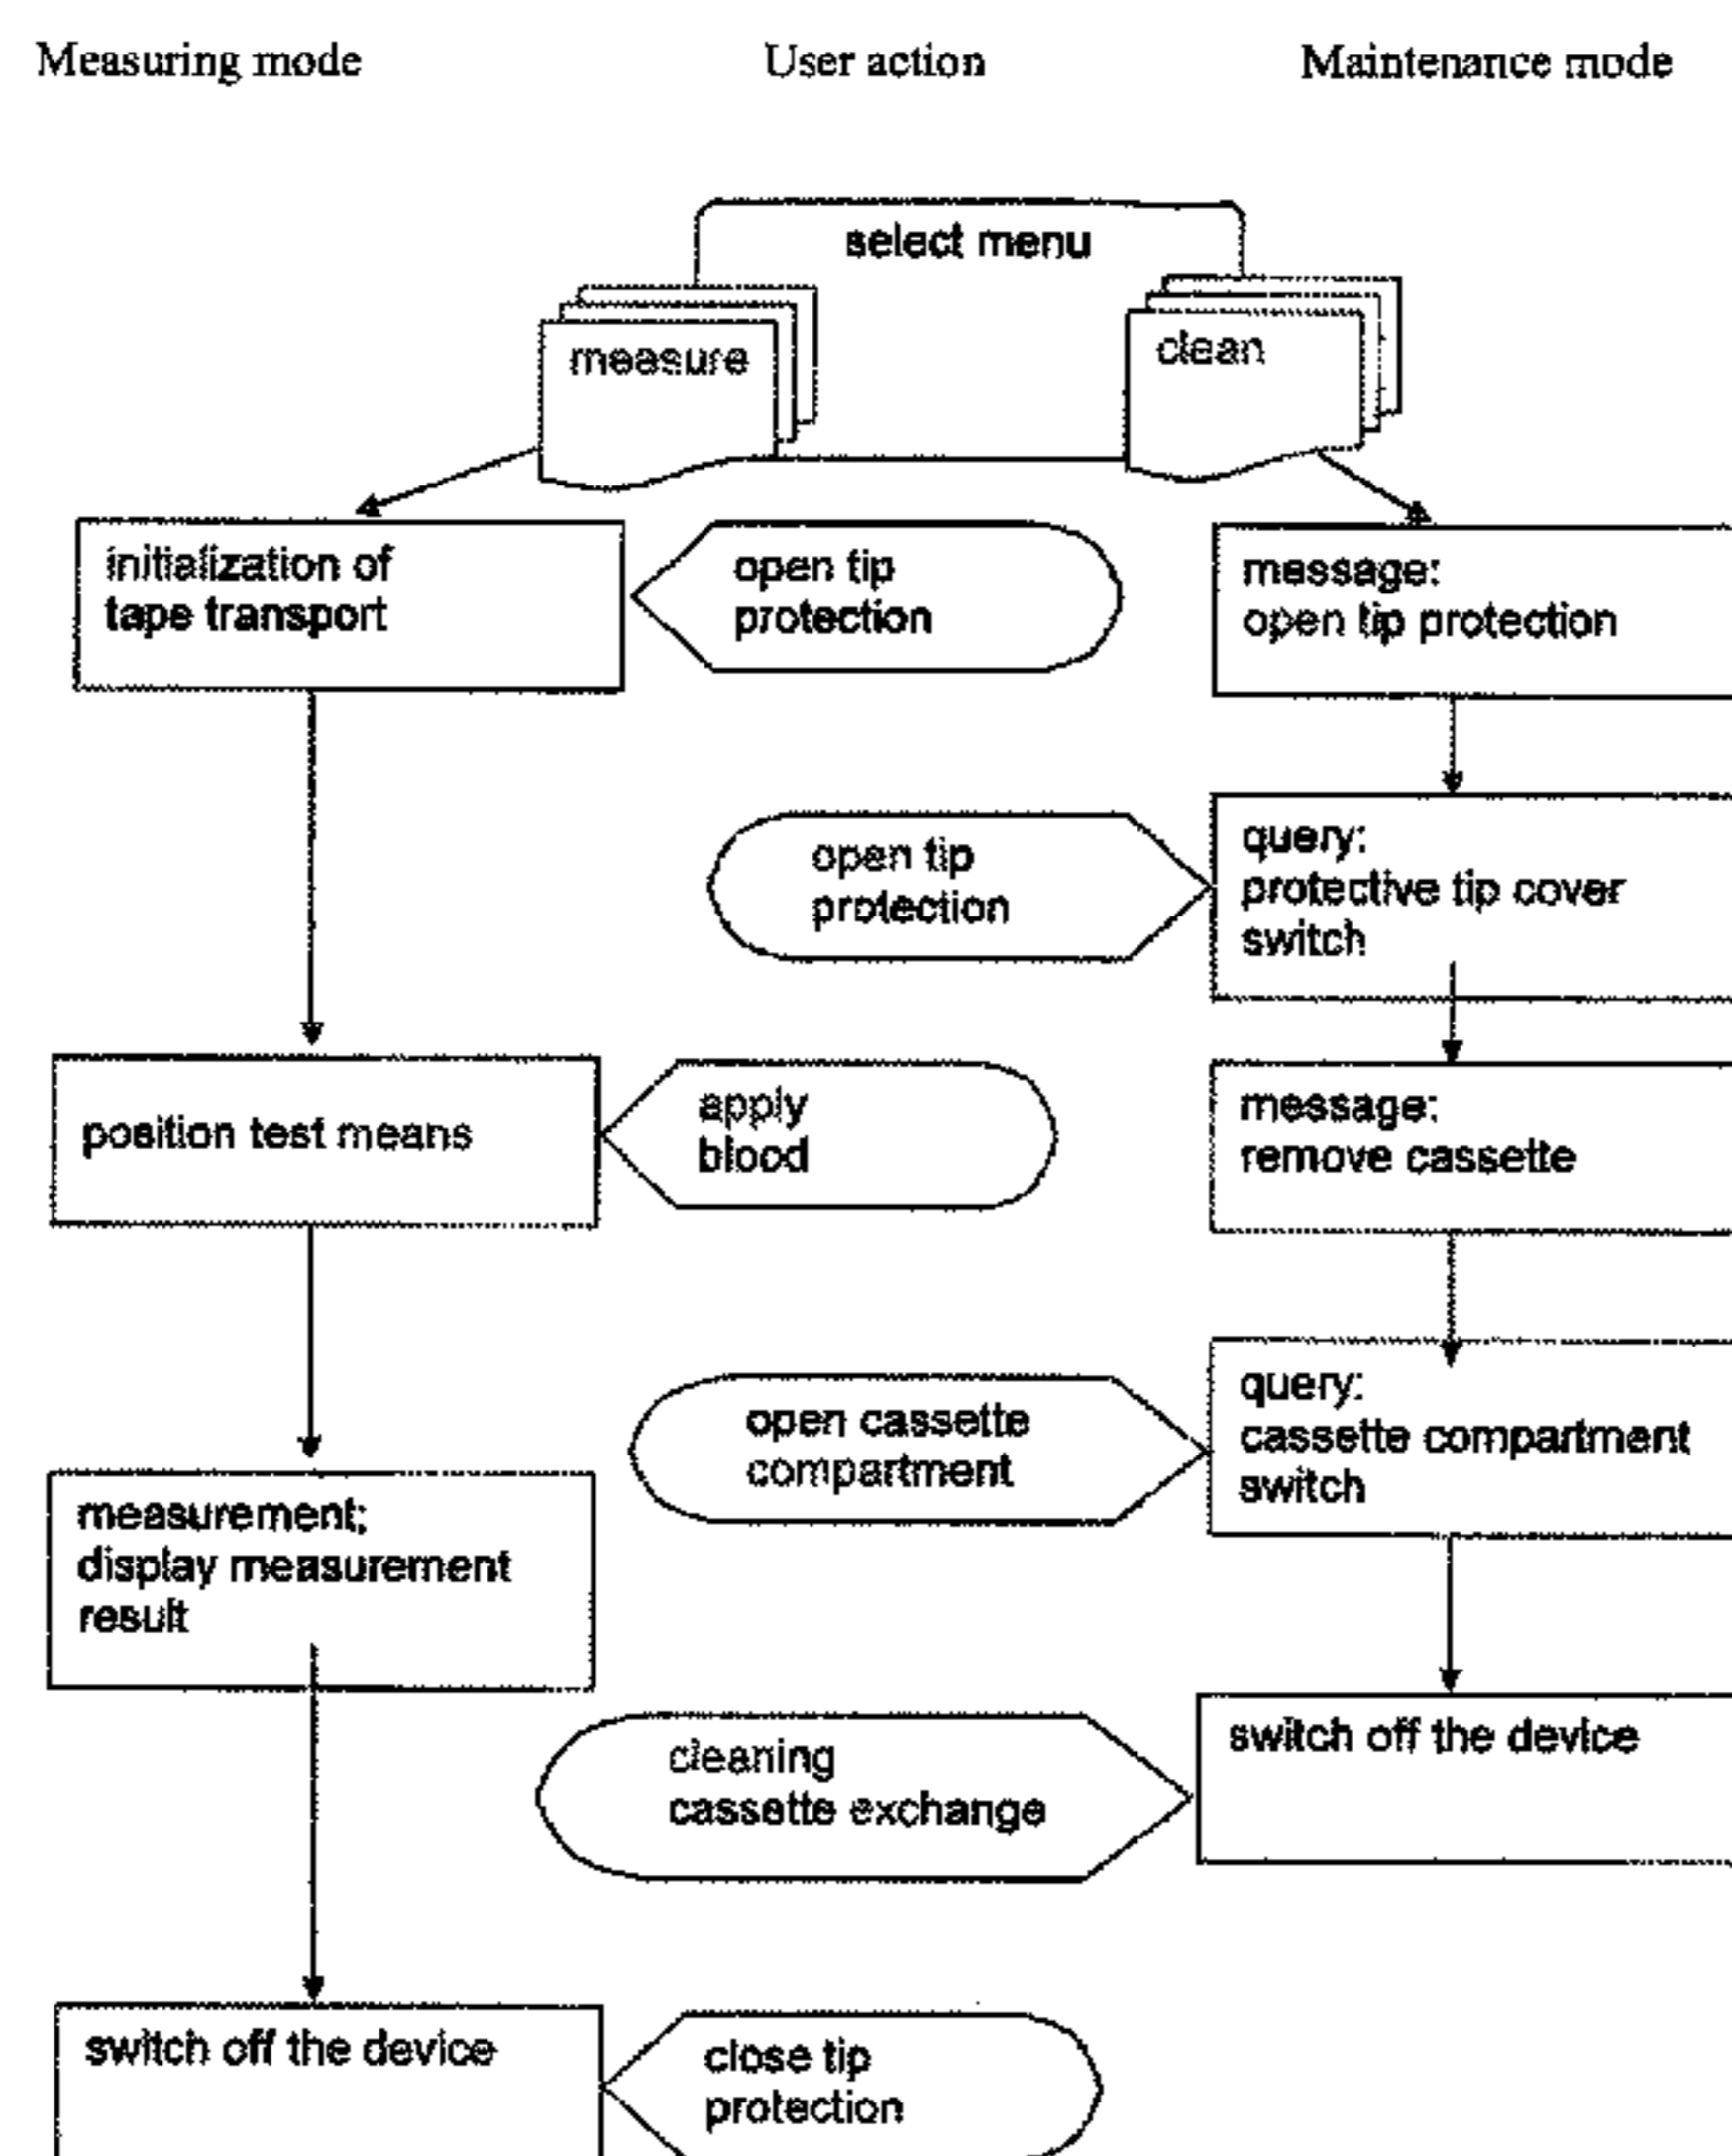 Measuring mode
User action
Maintenance mode
select menu
measure
clean
initialization of
tape transport
open tip
protection
message:
open tip protection
open tip
protection
query:
protective tip cover
switch
position test means
apply
blood
message:
remove cassette
open cassette
compartment
query:
cassette compartment
switch
measurement;
display measurement
result
cleaning
cassette exchange
switch off the device
switch off the device
close tip
protection